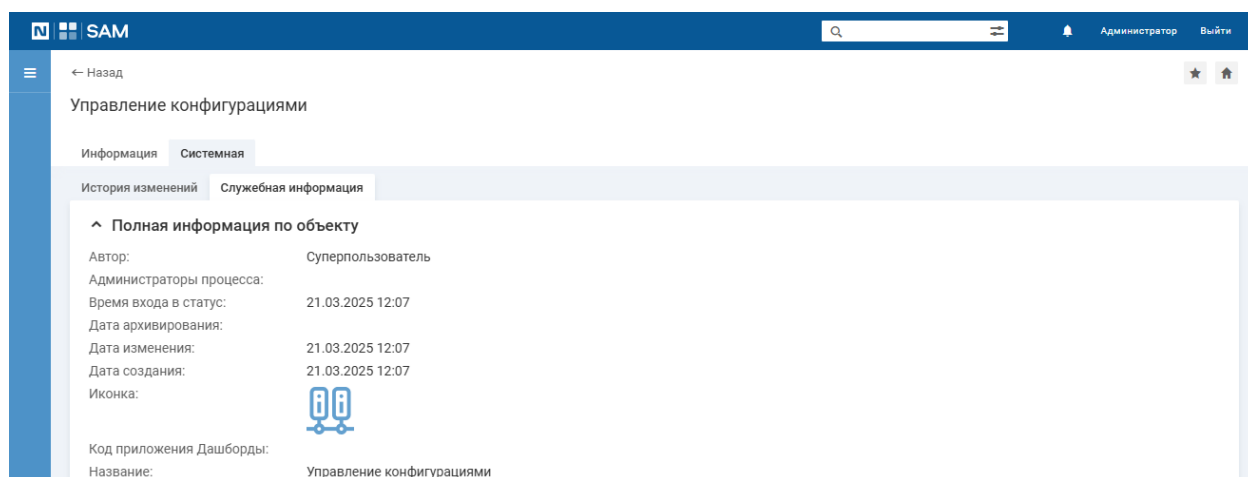 N SAM Администратор Выйти
← Назад
Управление конфигурациями
Информация Системная
История изменений Служебная информация
Полная информация по объекту
Автор: Суперпользователь
Администраторы процесса:
Время входа в статус: 21.03.2025 12:07
Дата архивирования:
Дата изменения: 21.03.2025 12:07
Дата создания: 21.03.2025 12:07
Иконка:
Код приложения Дашборды:
Название: Управление конфигурациями